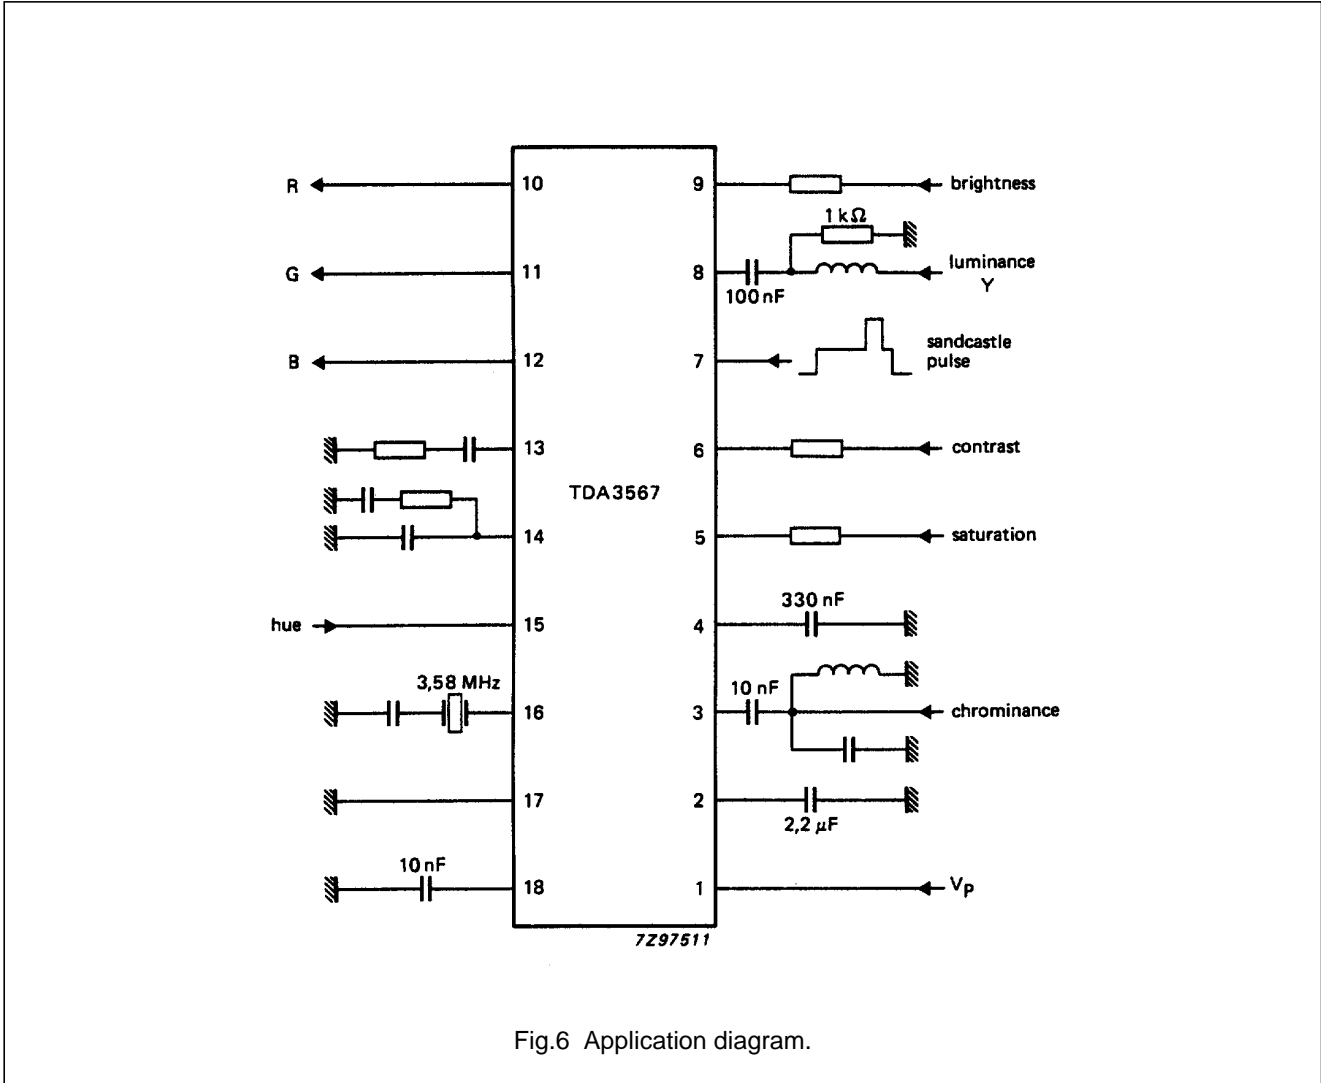 R
10
9
brightness
1 kΩ
G
11
8
100 nF
luminance
Y
B
12
7
sandcastle
pulse
13
6
contrast
TDA3567
14
5
saturation
330 nF
hue
15
4
3,58 MHz
10 nF
16
3
chrominance
17
2
2,2 μF
10 nF
18
1
VP
7Z97511
Fig.6 Application diagram.